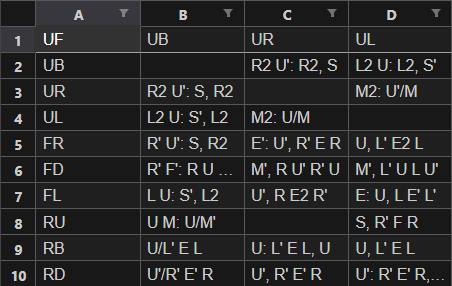 A B C D
1 UF UB UR UL
2 UB R2 U': R2, S L2 U: L2, S'
3 UR R2 U': S, R2 M2: U'/M
4 UL L2 U: S', L2 M2: U/M
5 FR R' U': S, R2 E': U', R' E R U, L' E2 L
6 FD R' F': R U ... M', R U' R' U M', L' U L U'
7 FL L U: S', L2 U', R E2 R' E: U, L E' L'
8 RU U M: U/M' S, R' F R
9 RB U/L' E L U: L' E L, U U, L' E L
10 RD U'/R' E' R U', R' E' R U': R' E' R,...